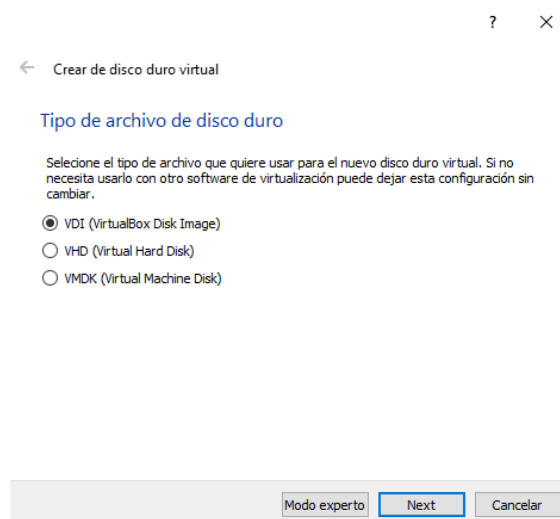 ?
Crear de disco duro virtual
Tipo de archivo de disco duro
Selecione el tipo de archivo que quiere usar para el nuevo disco duro virtual. Si no
necesita usarlo con otro software de virtualización puede dejar esta configuración sin
cambiar.
VDI (VirtualBox Disk Image)
VHD (Virtual Hard Disk)
VMDK (Virtual Machine Disk)
Modo experto Next Cancelar